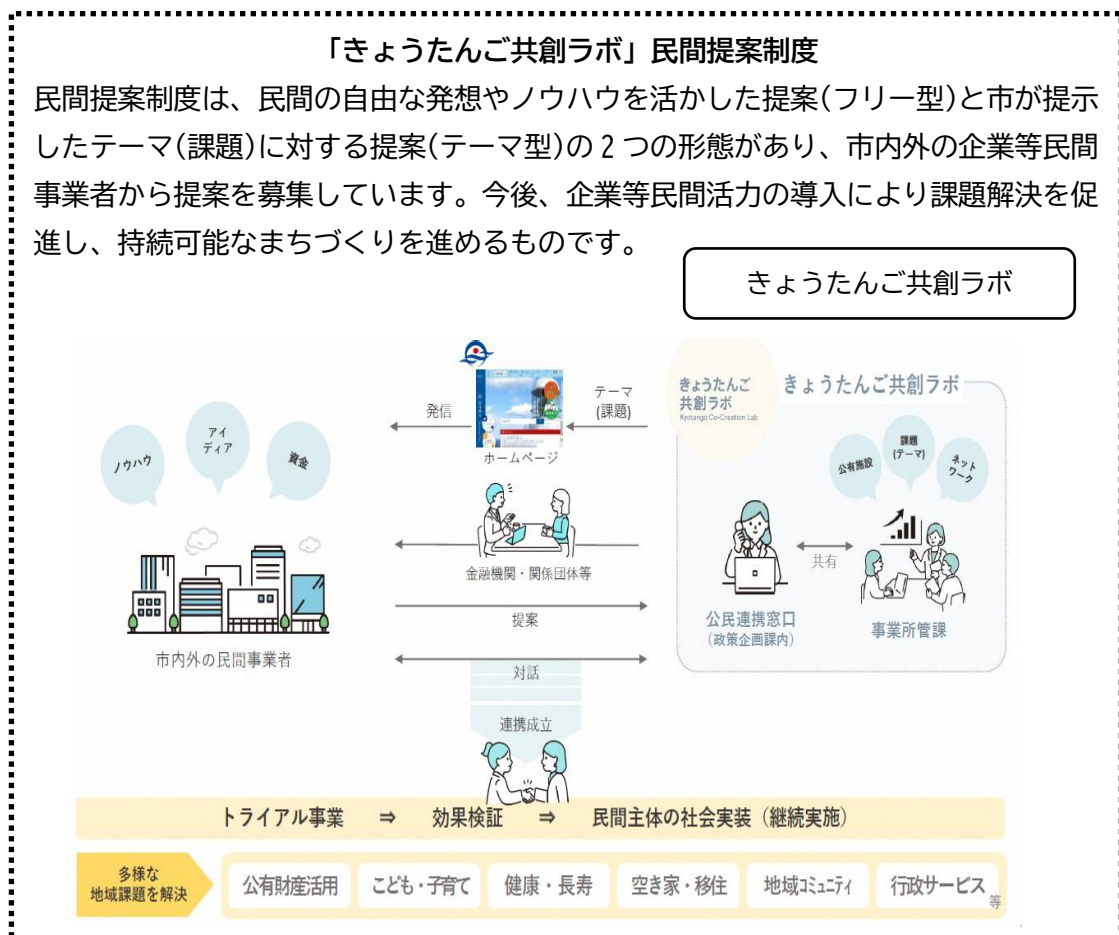 「きょうたんご共創ラボ」民間提案制度
民間提案制度は、民間の自由な発想やノウハウを活かした提案(フリー型)と市が提示
したテーマ(課題)に対する提案(テーマ型)の2つの形態があり、市内外の企業等民間
事業者から提案を募集しています。今後、企業等民間活力の導入により課題解決を促
進し、持続可能なまちづくりを進めるものです。
きょうたんご共創ラボ
ノウハウ
アイ
ディア
資金
市内外の民間事業者
発信
ホームページ
テーマ
(課題)
金融機関・関係団体等
提案
対話
連携成立
きょうたんご
共創ラボ
Kyotango Co-Creation Lab
きょうたんご共創ラボ
公有施設
課題
(テーマ)
ネット
ワーク
共有
公民連携窓口
(政策企画課内)
事業所管課
トライアル事業 ⇒ 効果検証 ⇒ 民間主体の社会実装(継続実施)
多様な
地域課題を解決
公有財産活用 こども・子育て 健康・長寿 空き家・移住 地域コミュニティ 行政サービス 等